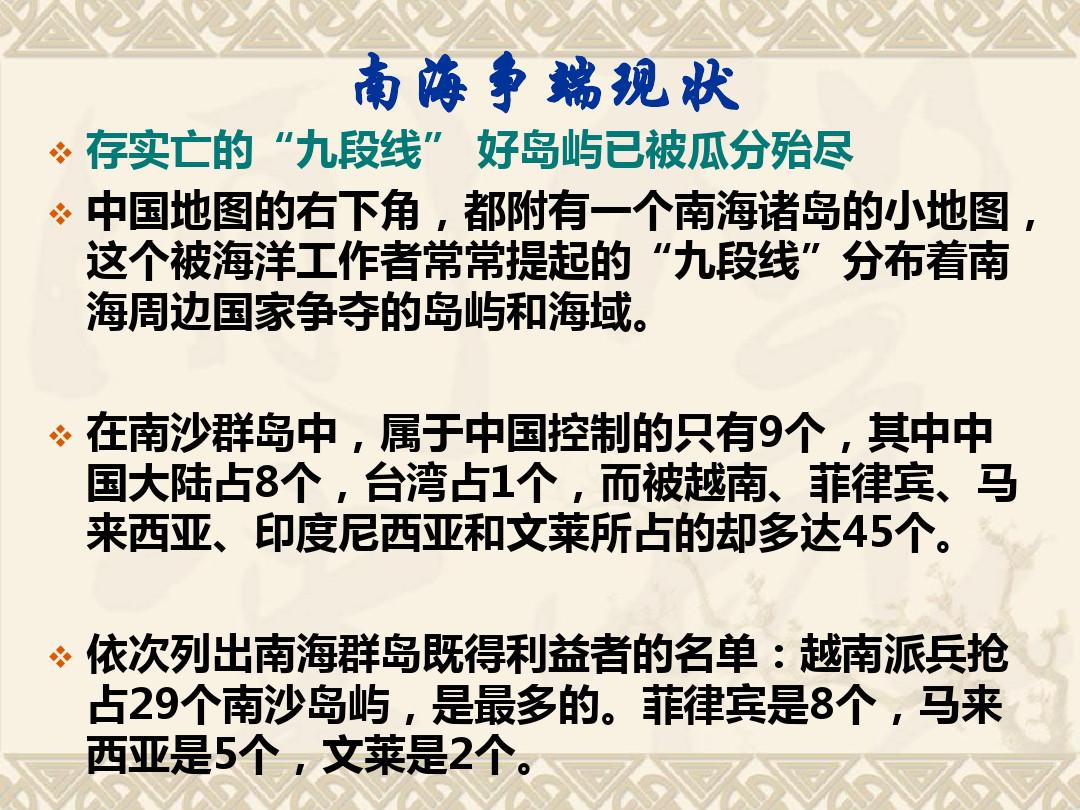 南海争端现状
存实亡的“九段线” 好岛屿已被瓜分殆尽
中国地图的右下角，都附有一个南海诸岛的小地图，
这个被海洋工作者常常提起的“九段线”分布着南
海周边国家争夺的岛屿和海域。
在南沙群岛中，属于中国控制的只有9个，其中中
国大陆占8个，台湾占1个，而被越南、菲律宾、马
来西亚、印度尼西亚和文莱所占的却多达45个。
依次列出南海群岛既得利益者的名单：越南派兵抢
占29个南沙岛屿，是最多的。菲律宾是8个，马来
西亚是5个，文莱是2个。